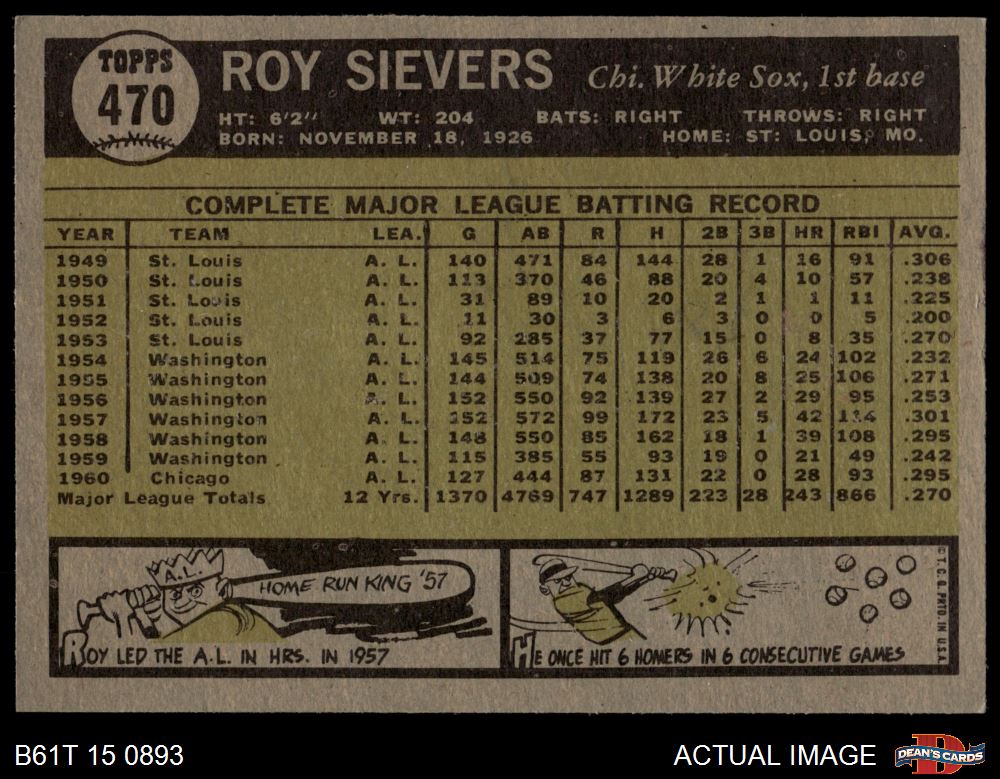 TOPPS
470
ROY SIEVERS Chi. White Sox, 1st base
HT: 6'2" WT: 204 BATS: RIGHT THROWS: RIGHT
BORN: NOVEMBER 18, 1926 HOME: ST. LOUIS, MO.
COMPLETE MAJOR LEAGUE BATTING RECORD
YEAR TEAM LEA. G AB R H 2B 3B HR RBI AVG.
1949 St. Louis A. L. 140 471 84 144 28 1 16 91 .306
1950 St. Louis A. L. 113 370 46 88 20 4 10 57 .238
1951 St. Louis A. L. 31 89 10 20 2 1 1 11 .225
1952 St. Louis A. L. 11 30 3 6 3 0 0 5 .200
1953 St. Louis A. L. 92 285 37 77 15 0 8 35 .270
1954 Washington A. L. 145 514 75 119 26 6 24 102 .232
1955 Washington A. L. 144 509 74 138 20 8 25 106 .271
1956 Washington A. L. 152 550 92 139 27 2 29 95 .253
1957 Washington A. L. 152 572 99 172 23 5 42 114 .301
1958 Washington A. L. 148 550 85 162 18 1 39 108 .295
1959 Washington A. L. 115 385 55 93 19 0 21 49 .242
1960 Chicago A. L. 127 444 87 131 22 0 28 93 .295
Major League Totals 12 Yrs. 1370 4769 747 1289 223 28 243 866 .270
A.L.
HOME RUN KING '57
ROY LED THE A.L. IN HRS. IN 1957
HE ONCE HIT 6 HOMERS IN 6 CONSECUTIVE GAMES
© T.C.G. PRTD. IN U.S.A.
B61T 15 0893 ACTUAL IMAGE
DEAN'S CARDS